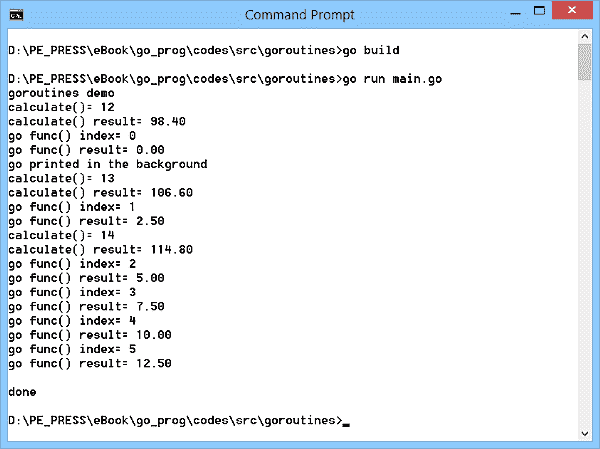 Command Prompt
D:\PE_PRESS\eBook\go_prog\codes\src\goroutines>go build
D:\PE_PRESS\eBook\go_prog\codes\src\goroutines>go run main.go
goroutines demo
calculate()= 12
calculate() result= 98.40
go func() index= 0
go func() result= 0.00
go printed in the background
calculate()= 13
calculate() result= 106.60
go func() index= 1
go func() result= 2.50
calculate()= 14
calculate() result= 114.80
go func() index= 2
go func() result= 5.00
go func() index= 3
go func() result= 7.50
go func() index= 4
go func() result= 10.00
go func() index= 5
go func() result= 12.50
done
D:\PE_PRESS\eBook\go_prog\codes\src\goroutines>_